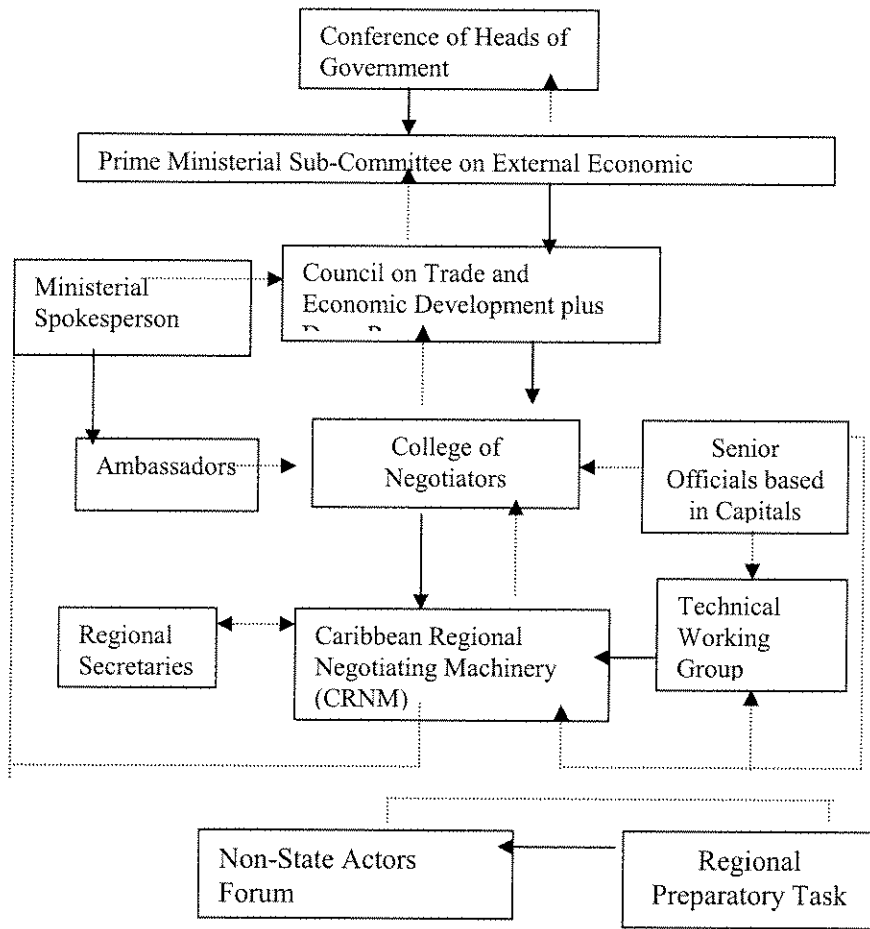 Conference of Heads of
Government
Prime Ministerial Sub-Committee on External Economic
Ministerial
Spokesperson
Council on Trade and
Economic Development plus
Ambassadors
College of
Negotiators
Senior
Officials based
in Capitals
Regional
Secretaries
Caribbean Regional
Negotiating Machinery
(CRNM)
Technical
Working
Group
Non-State Actors
Forum
Regional
Preparatory Task